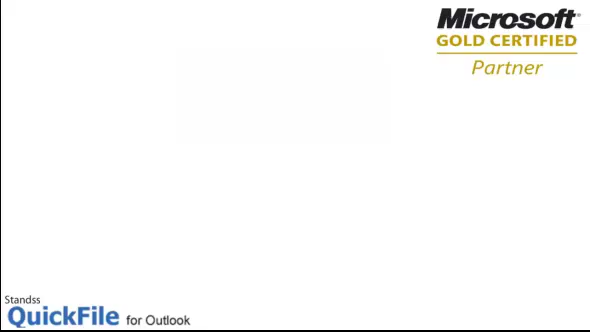 Microsoft
GOLD CERTIFIED
Partner
Standss
QuickFile for Outlook